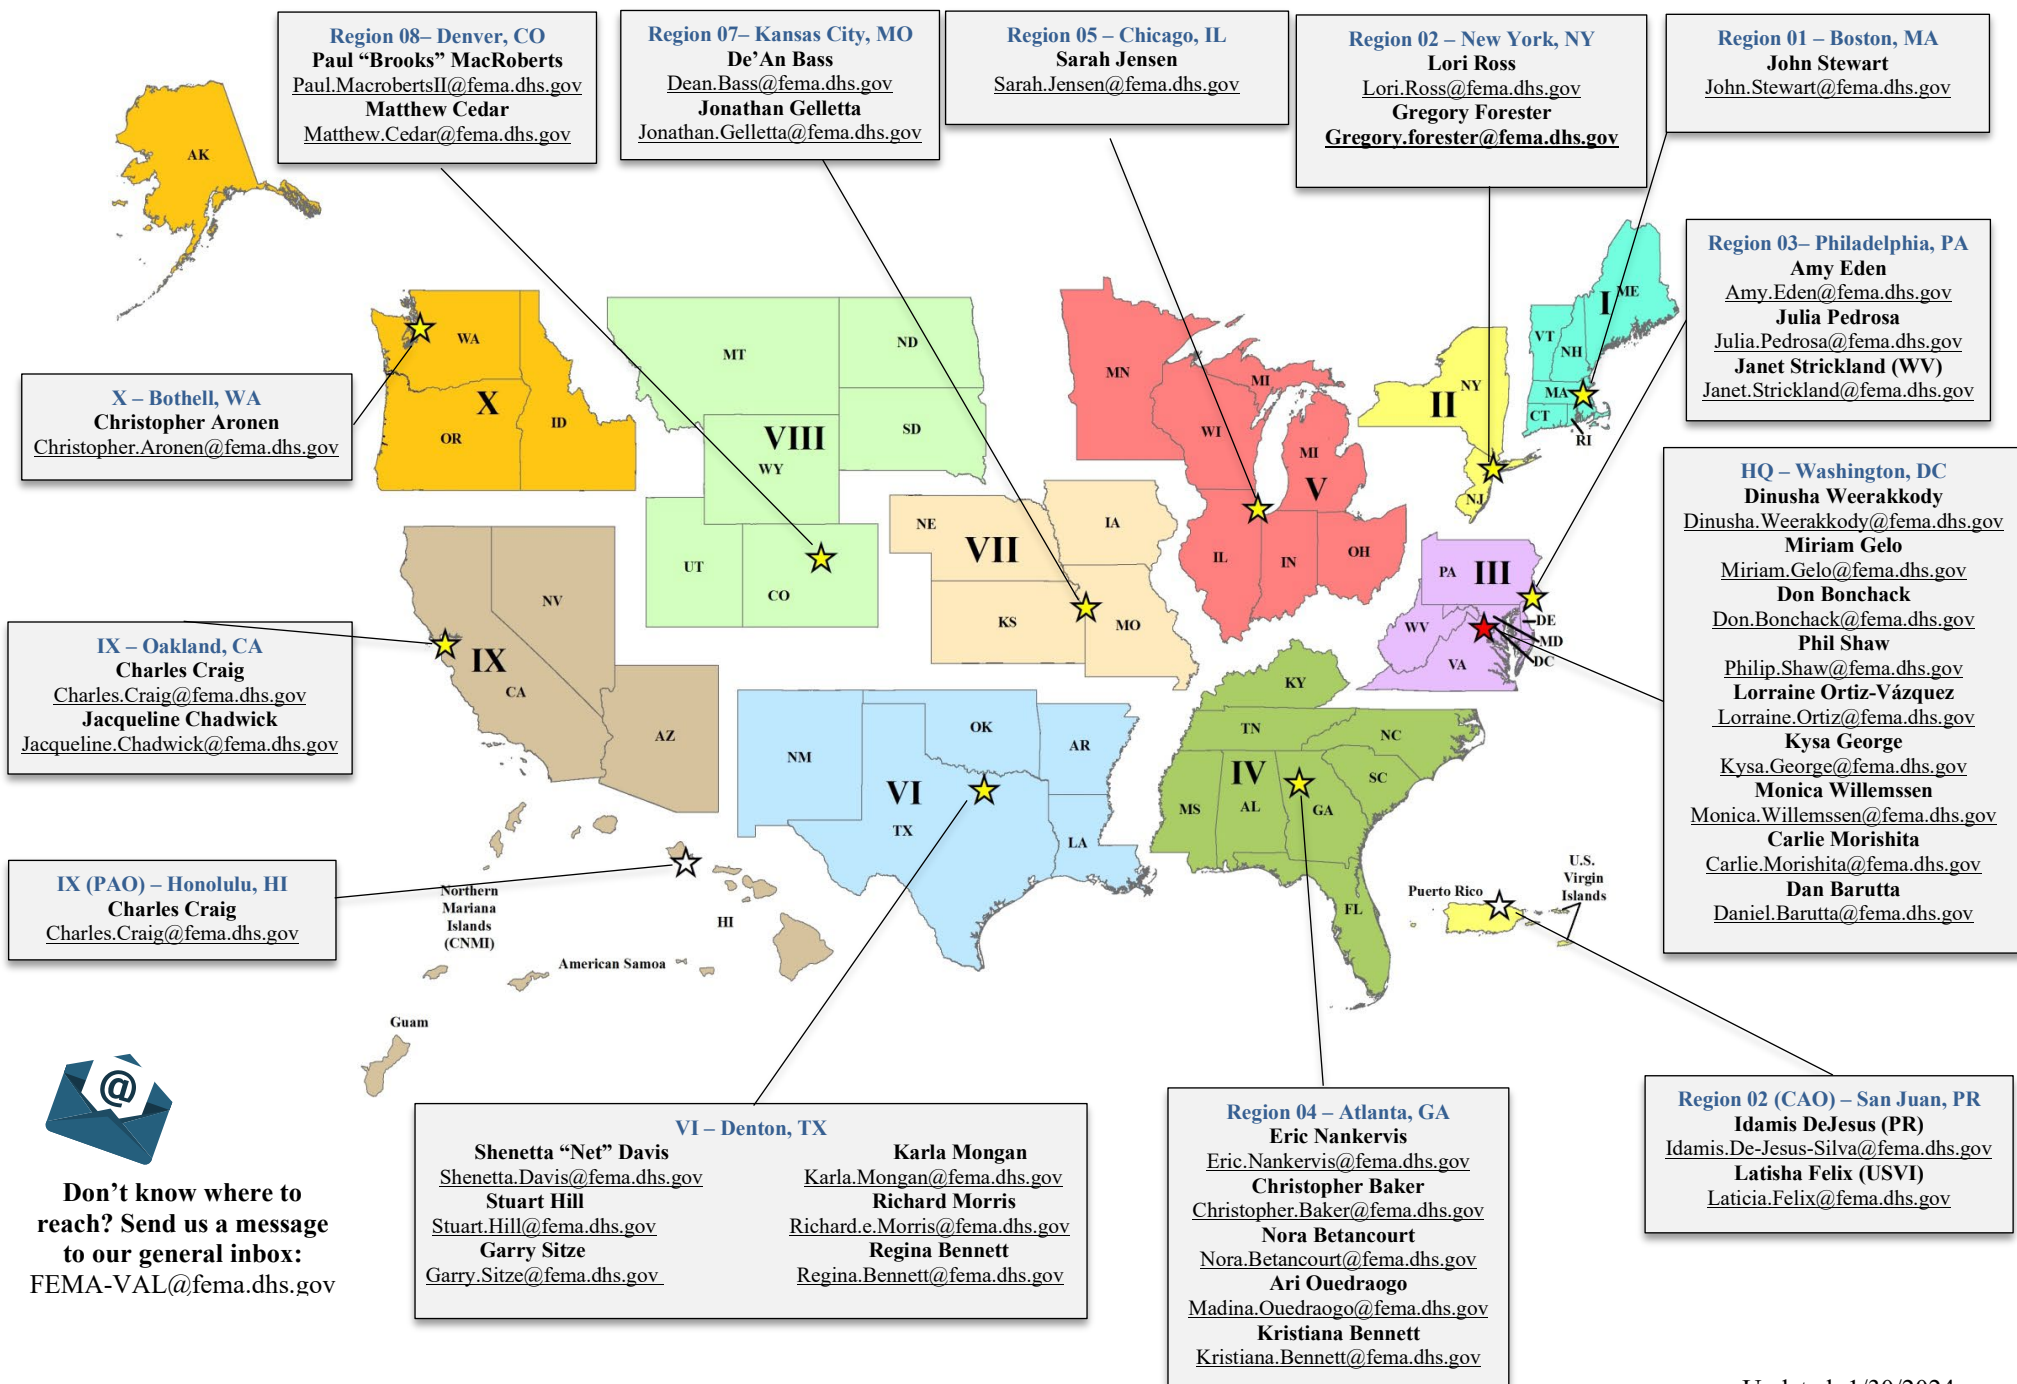 Region 08– Denver, CO
Paul “Brooks” MacRoberts
Paul.MacrobertsII@fema.dhs.gov
Matthew Cedar
Matthew.Cedar@fema.dhs.gov
Region 07– Kansas City, MO
De’An Bass
Dean.Bass@fema.dhs.gov
Jonathan Gelletta
Jonathan.Gelletta@fema.dhs.gov
Region 05 – Chicago, IL
Sarah Jensen
Sarah.Jensen@fema.dhs.gov
Region 02 – New York, NY
Lori Ross
Lori.Ross@fema.dhs.gov
Gregory Forester
Gregory.forester@fema.dhs.gov
Region 01 – Boston, MA
John Stewart
John.Stewart@fema.dhs.gov
Region 03– Philadelphia, PA
Amy Eden
Amy.Eden@fema.dhs.gov
Julia Pedrosa
Julia.Pedrosa@fema.dhs.gov
Janet Strickland (WV)
Janet.Strickland@fema.dhs.gov
X – Bothell, WA
Christopher Aronen
Christopher.Aronen@fema.dhs.gov
HQ – Washington, DC
Dinusha Weerakkody
Dinusha.Weerakkody@fema.dhs.gov
Miriam Gelo
Miriam.Gelo@fema.dhs.gov
Don Bonchack
Don.Bonchack@fema.dhs.gov
Phil Shaw
Philip.Shaw@fema.dhs.gov
Lorraine Ortiz-Vázquez
Lorraine.Ortiz@fema.dhs.gov
Kysa George
Kysa.George@fema.dhs.gov
Monica Willemssen
Monica.Willemssen@fema.dhs.gov
Carlie Morishita
Carlie.Morishita@fema.dhs.gov
Dan Barutta
Daniel.Barutta@fema.dhs.gov
IX – Oakland, CA
Charles Craig
Charles.Craig@fema.dhs.gov
Jacqueline Chadwick
Jacqueline.Chadwick@fema.dhs.gov
IX (PAO) – Honolulu, HI
Charles Craig
Charles.Craig@fema.dhs.gov
AK
WA
X
OR
ID
MT
ND
VIII
SD
WY
UT
CO
NE
IA
VII
KS
MO
MN
MI
WI
MI
V
IL
IN
OH
NY
II
NJ
I
ME
VT
NH
MA
CT
RI
PA
III
WV
DE
MD
DC
VA
NV
IX
CA
AZ
NM
OK
AR
VI
TX
LA
KY
TN
NC
SC
IV
MS
AL
GA
FL
Northern
Mariana
Islands
(CNMI)
HI
American Samoa
Guam
Puerto Rico
U.S.
Virgin
Islands
@
Don’t know where to
reach? Send us a message
to our general inbox:
FEMA-VAL@fema.dhs.gov
VI – Denton, TX
Shenetta “Net” Davis
Shenetta.Davis@fema.dhs.gov
Stuart Hill
Stuart.Hill@fema.dhs.gov
Garry Sitze
Garry.Sitze@fema.dhs.gov
Karla Mongan
Karla.Mongan@fema.dhs.gov
Richard Morris
Richard.e.Morris@fema.dhs.gov
Regina Bennett
Regina.Bennett@fema.dhs.gov
Region 04 – Atlanta, GA
Eric Nankervis
Eric.Nankervis@fema.dhs.gov
Christopher Baker
Christopher.Baker@fema.dhs.gov
Nora Betancourt
Nora.Betancourt@fema.dhs.gov
Ari Ouedraogo
Madina.Ouedraogo@fema.dhs.gov
Kristiana Bennett
Kristiana.Bennett@fema.dhs.gov
Region 02 (CAO) – San Juan, PR
Idamis DeJesus (PR)
Idamis.De-Jesus-Silva@fema.dhs.gov
Latisha Felix (USVI)
Laticia.Felix@fema.dhs.gov
Updated: 1/30/2024